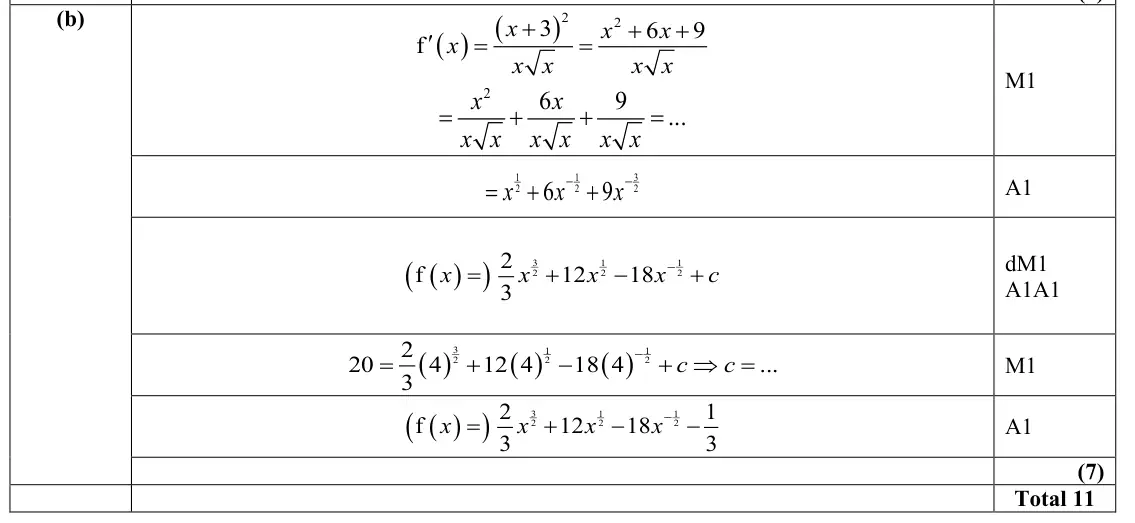 (b)
f′(x) = (x + 3)² / x√x = x² + 6x + 9 / x√x
= x² / x√x + 6x / x√x + 9 / x√x = ...
M1
= x^(1/2) + 6x^(-1/2) + 9x^(-3/2)
A1
(f(x) =) 2/3 x^(3/2) + 12x^(1/2) − 18x^(-1/2) + c
dM1
A1A1
20 = 2/3 (4)^(3/2) + 12(4)^(1/2) − 18(4)^(-1/2) + c ⇒ c = ...
M1
(f(x) =) 2/3 x^(3/2) + 12x^(1/2) − 18x^(-1/2) − 1/3
A1
(7)
Total 11